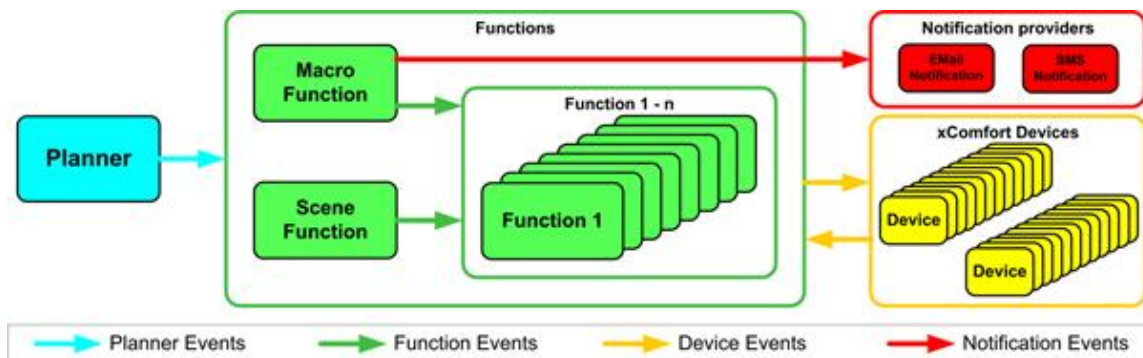 Functions
Notification providers
Macro
Function
EMail
Notification
SMS
Notification
Function 1 - n
xComfort Devices
Planner
Scene
Function
Function 1
Device
Device
Planner Events
Function Events
Device Events
Notification Events